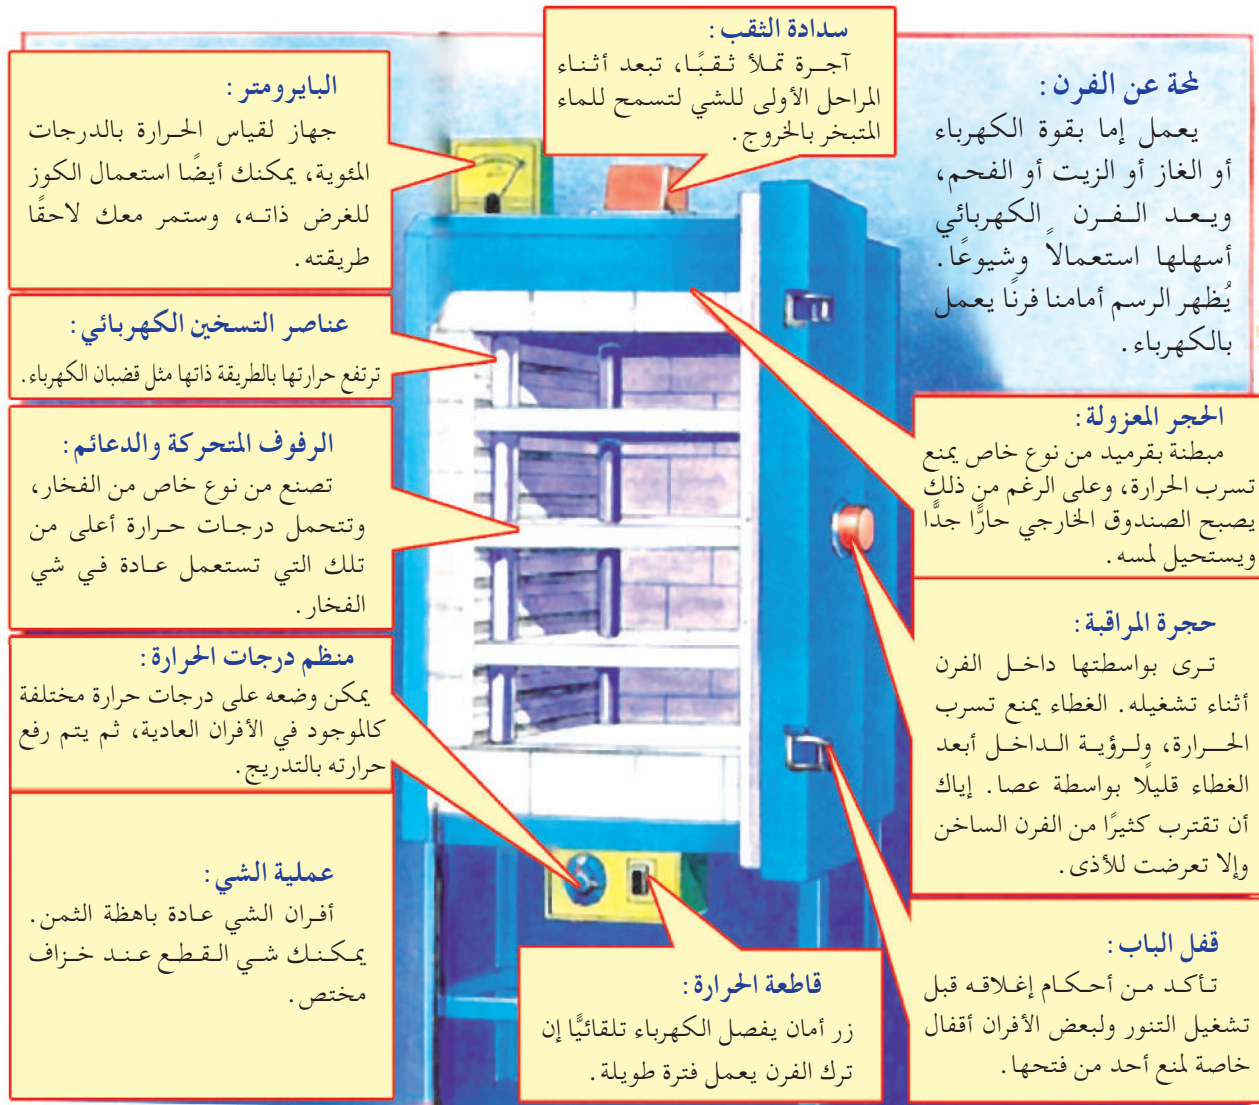 لمحة عن الفرن:
يعمل إما بقوة الكهرباء
أو الغاز أو الزيت أو الفحم،
ويعد الفرن الكهربائي
أسهلها استعمالاً وشيوعًا.
يُظهر الرسم أمامنا فرنًا يعمل
بالكهرباء.
سدادة الثقب:
آجرة تملأ ثقبًا، تبعد أثناء
المراحل الأولى للشي لتسمح للماء
المتبخر بالخروج.
البايرومتر:
جهاز لقياس الحرارة بالدرجات
المئوية، يمكنك أيضًا استعمال الكوز
للغرض ذاته، وستمر معك لاحقًا
طريقته.
عناصر التسخين الكهربائي:
ترتفع حرارتها بالطريقة ذاتها مثل قضبان الكهرباء.
الرفوف المتحركة والدعائم:
تصنع من نوع خاص من الفخار،
وتتحمل درجات حرارة أعلى من
تلك التي تستعمل عادة في شي
الفخار.
منظم درجات الحرارة:
يمكن وضعه على درجات حرارة مختلفة
كالموجود في الأفران العادية، ثم يتم رفع
حرارته بالتدريج.
عملية الشي:
أفران الشي عادة باهظة الثمن.
يمكنك شي القطع عند خزاف
مختص.
الحجر المعزولة:
مبطنة بقرميد من نوع خاص يمنع
تسرب الحرارة، وعلى الرغم من ذلك
يصبح الصندوق الخارجي حارًّا جدًّا
ويستحيل لمسه.
حجرة المراقبة:
ترى بواسطتها داخل الفرن
أثناء تشغيله. الغطاء يمنع تسرب
الحرارة، ولرؤية الداخل أبعد
الغطاء قليلًا بواسطة عصا. إياك
أن تقترب كثيرًا من الفرن الساخن
وإلا تعرضت للأذى.
قفل الباب:
تأكد من أحكام إغلاقه قبل
تشغيل التنور ولبعض الأفران أقفال
خاصة لمنع أحد من فتحها.
قاطعة الحرارة:
زر أمان يفصل الكهرباء تلقائيًّا إن
ترك الفرن يعمل فترة طويلة.